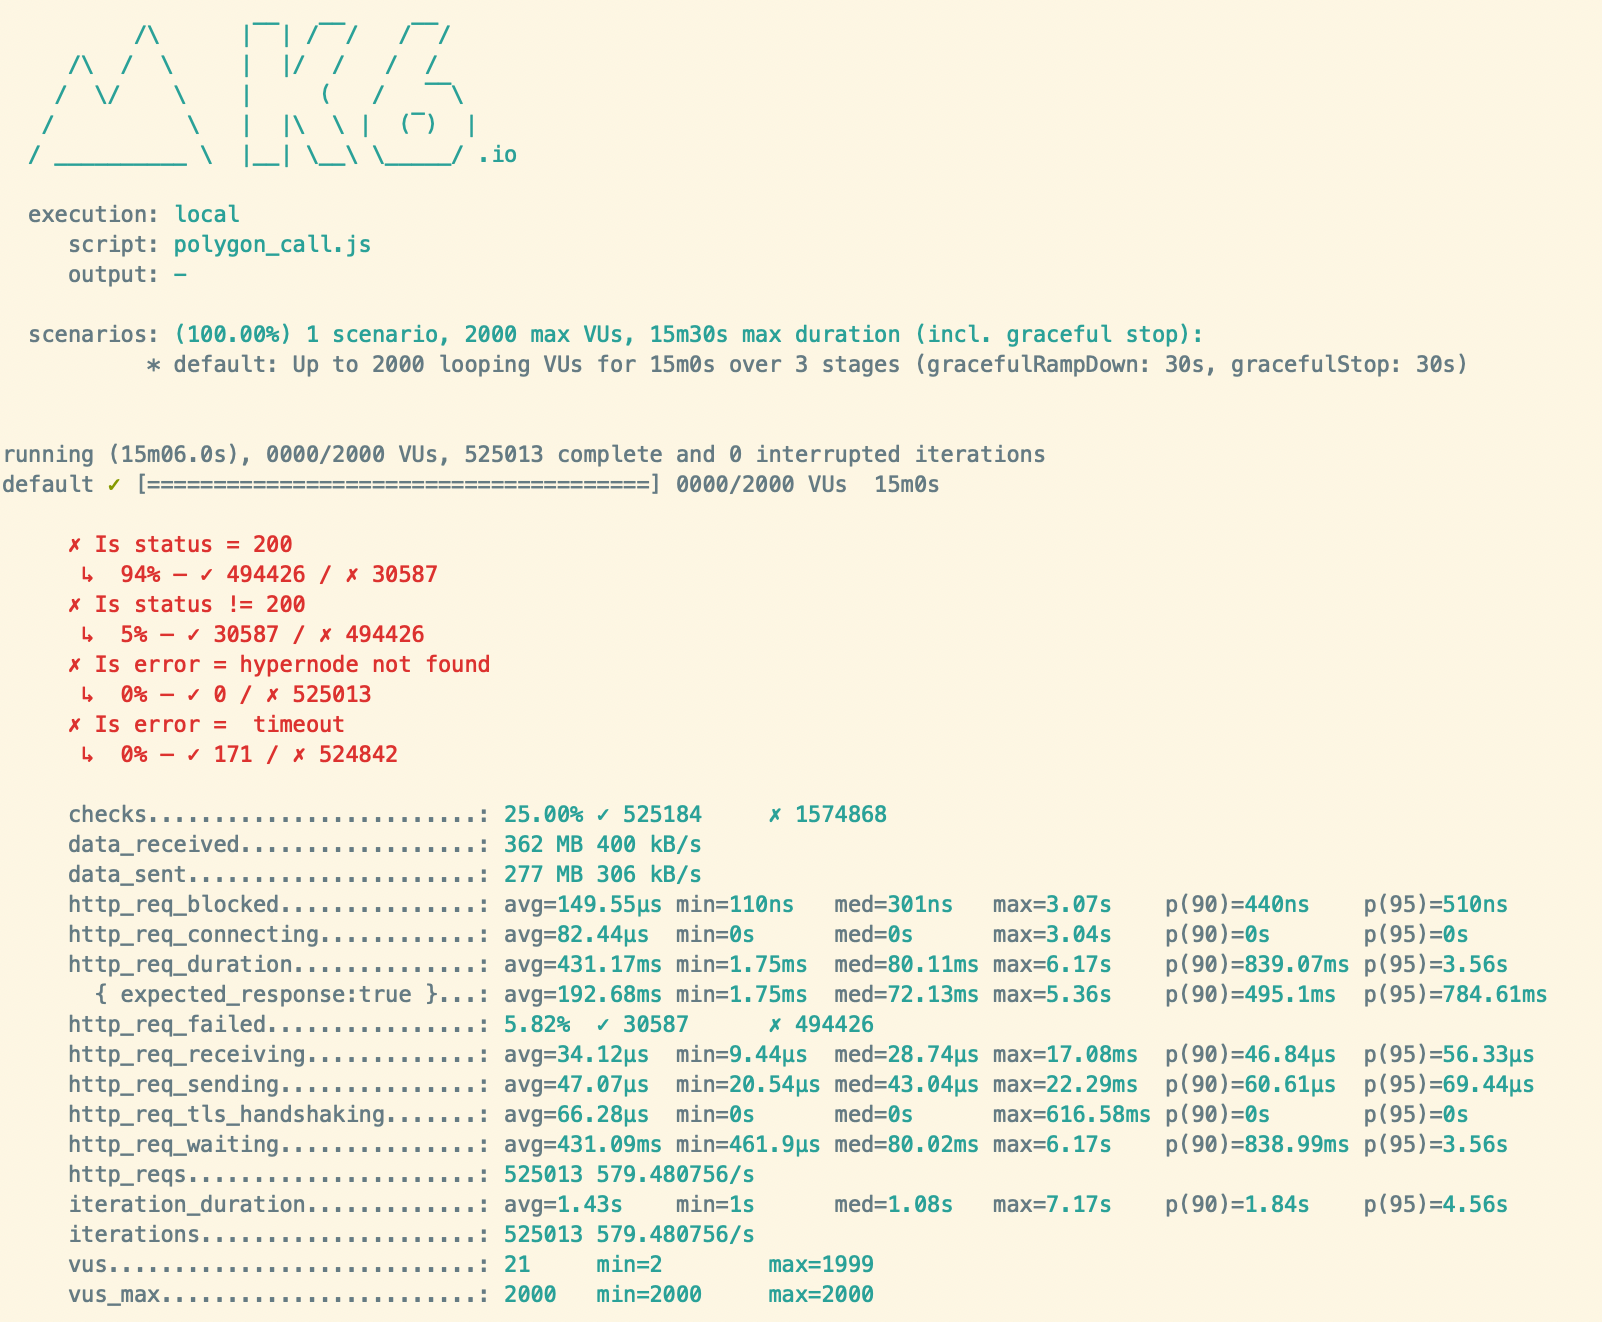 /\      |‾‾| /‾‾/   /‾‾/
     /\  /  \     |  |/  /   /  /
    /  \/    \    |     (   /   ‾‾\
   /          \   |  |\  \ |  (‾)  |
  / __________ \  |__| \__\ \_____/ .io

  execution: local
     script: polygon_call.js
     output: -

  scenarios: (100.00%) 1 scenario, 2000 max VUs, 15m30s max duration (incl. graceful stop):
           * default: Up to 2000 looping VUs for 15m0s over 3 stages (gracefulRampDown: 30s, gracefulStop: 30s)


running (15m06.0s), 0000/2000 VUs, 525013 complete and 0 interrupted iterations
default ✓ [======================================] 0000/2000 VUs  15m0s

     ✗ Is status = 200
      ↳  94% — ✓ 494426 / ✗ 30587
     ✗ Is status != 200
      ↳  5% — ✓ 30587 / ✗ 494426
     ✗ Is error = hypernode not found
      ↳  0% — ✓ 0 / ✗ 525013
     ✗ Is error =  timeout
      ↳  0% — ✓ 171 / ✗ 524842

     checks.........................: 25.00% ✓ 525184     ✗ 1574868
     data_received..................: 362 MB 400 kB/s
     data_sent......................: 277 MB 306 kB/s
     http_req_blocked...............: avg=149.55µs min=110ns   med=301ns   max=3.07s    p(90)=440ns    p(95)=510ns
     http_req_connecting............: avg=82.44µs  min=0s      med=0s      max=3.04s    p(90)=0s       p(95)=0s
     http_req_duration..............: avg=431.17ms min=1.75ms  med=80.11ms max=6.17s    p(90)=839.07ms p(95)=3.56s
       { expected_response:true }...: avg=192.68ms min=1.75ms  med=72.13ms max=5.36s    p(90)=495.1ms  p(95)=784.61ms
     http_req_failed................: 5.82%  ✓ 30587      ✗ 494426
     http_req_receiving.............: avg=34.12µs  min=9.44µs  med=28.74µs max=17.08ms  p(90)=46.84µs  p(95)=56.33µs
     http_req_sending...............: avg=47.07µs  min=20.54µs med=43.04µs max=22.29ms  p(90)=60.61µs  p(95)=69.44µs
     http_req_tls_handshaking.......: avg=66.28µs  min=0s      med=0s      max=616.58ms p(90)=0s       p(95)=0s
     http_req_waiting...............: avg=431.09ms min=461.9µs med=80.02ms max=6.17s    p(90)=838.99ms p(95)=3.56s
     http_reqs......................: 525013 579.480756/s
     iteration_duration.............: avg=1.43s    min=1s      med=1.08s   max=7.17s    p(90)=1.84s    p(95)=4.56s
     iterations.....................: 525013 579.480756/s
     vus............................: 21     min=2        max=1999
     vus_max........................: 2000   min=2000     max=2000